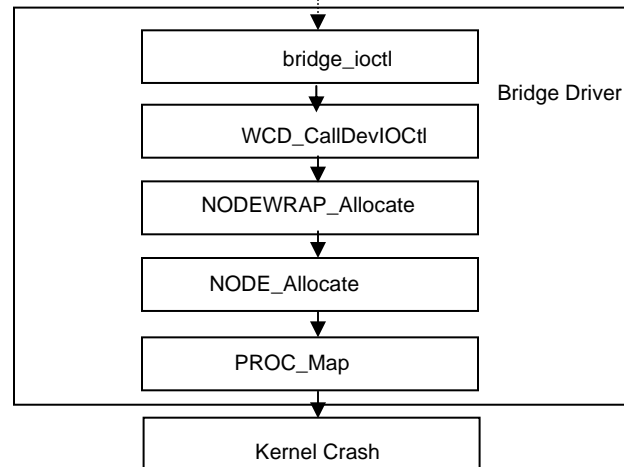 bridge_ioctl
Bridge Driver
WCD_CallDevIOCtl
NODEWRAP_Allocate
NODE_Allocate
PROC_Map
Kernel Crash